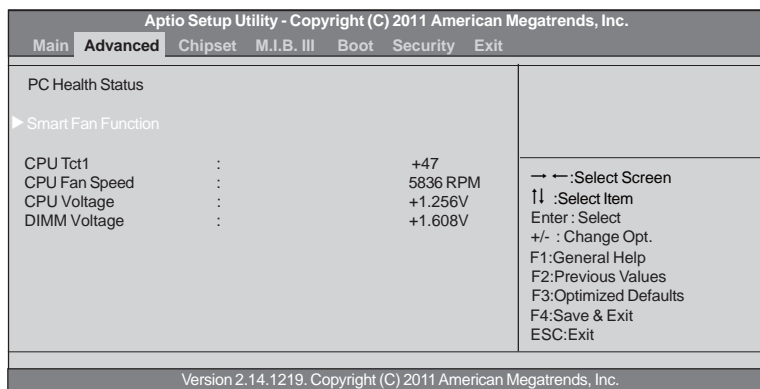 Aptio Setup Utility - Copyright (C) 2011 American Megatrends, Inc.
Main Advanced Chipset M.I.B. III Boot Security Exit
PC Health Status
Smart Fan Function
CPU Tct1 : +47
CPU Fan Speed : 5836 RPM
CPU Voltage : +1.256V
DIMM Voltage : +1.608V
→ ←:Select Screen
↑↓ :Select Item
Enter : Select
+/- : Change Opt.
F1:General Help
F2:Previous Values
F3:Optimized Defaults
F4:Save & Exit
ESC:Exit
Version 2.14.1219. Copyright (C) 2011 American Megatrends, Inc.